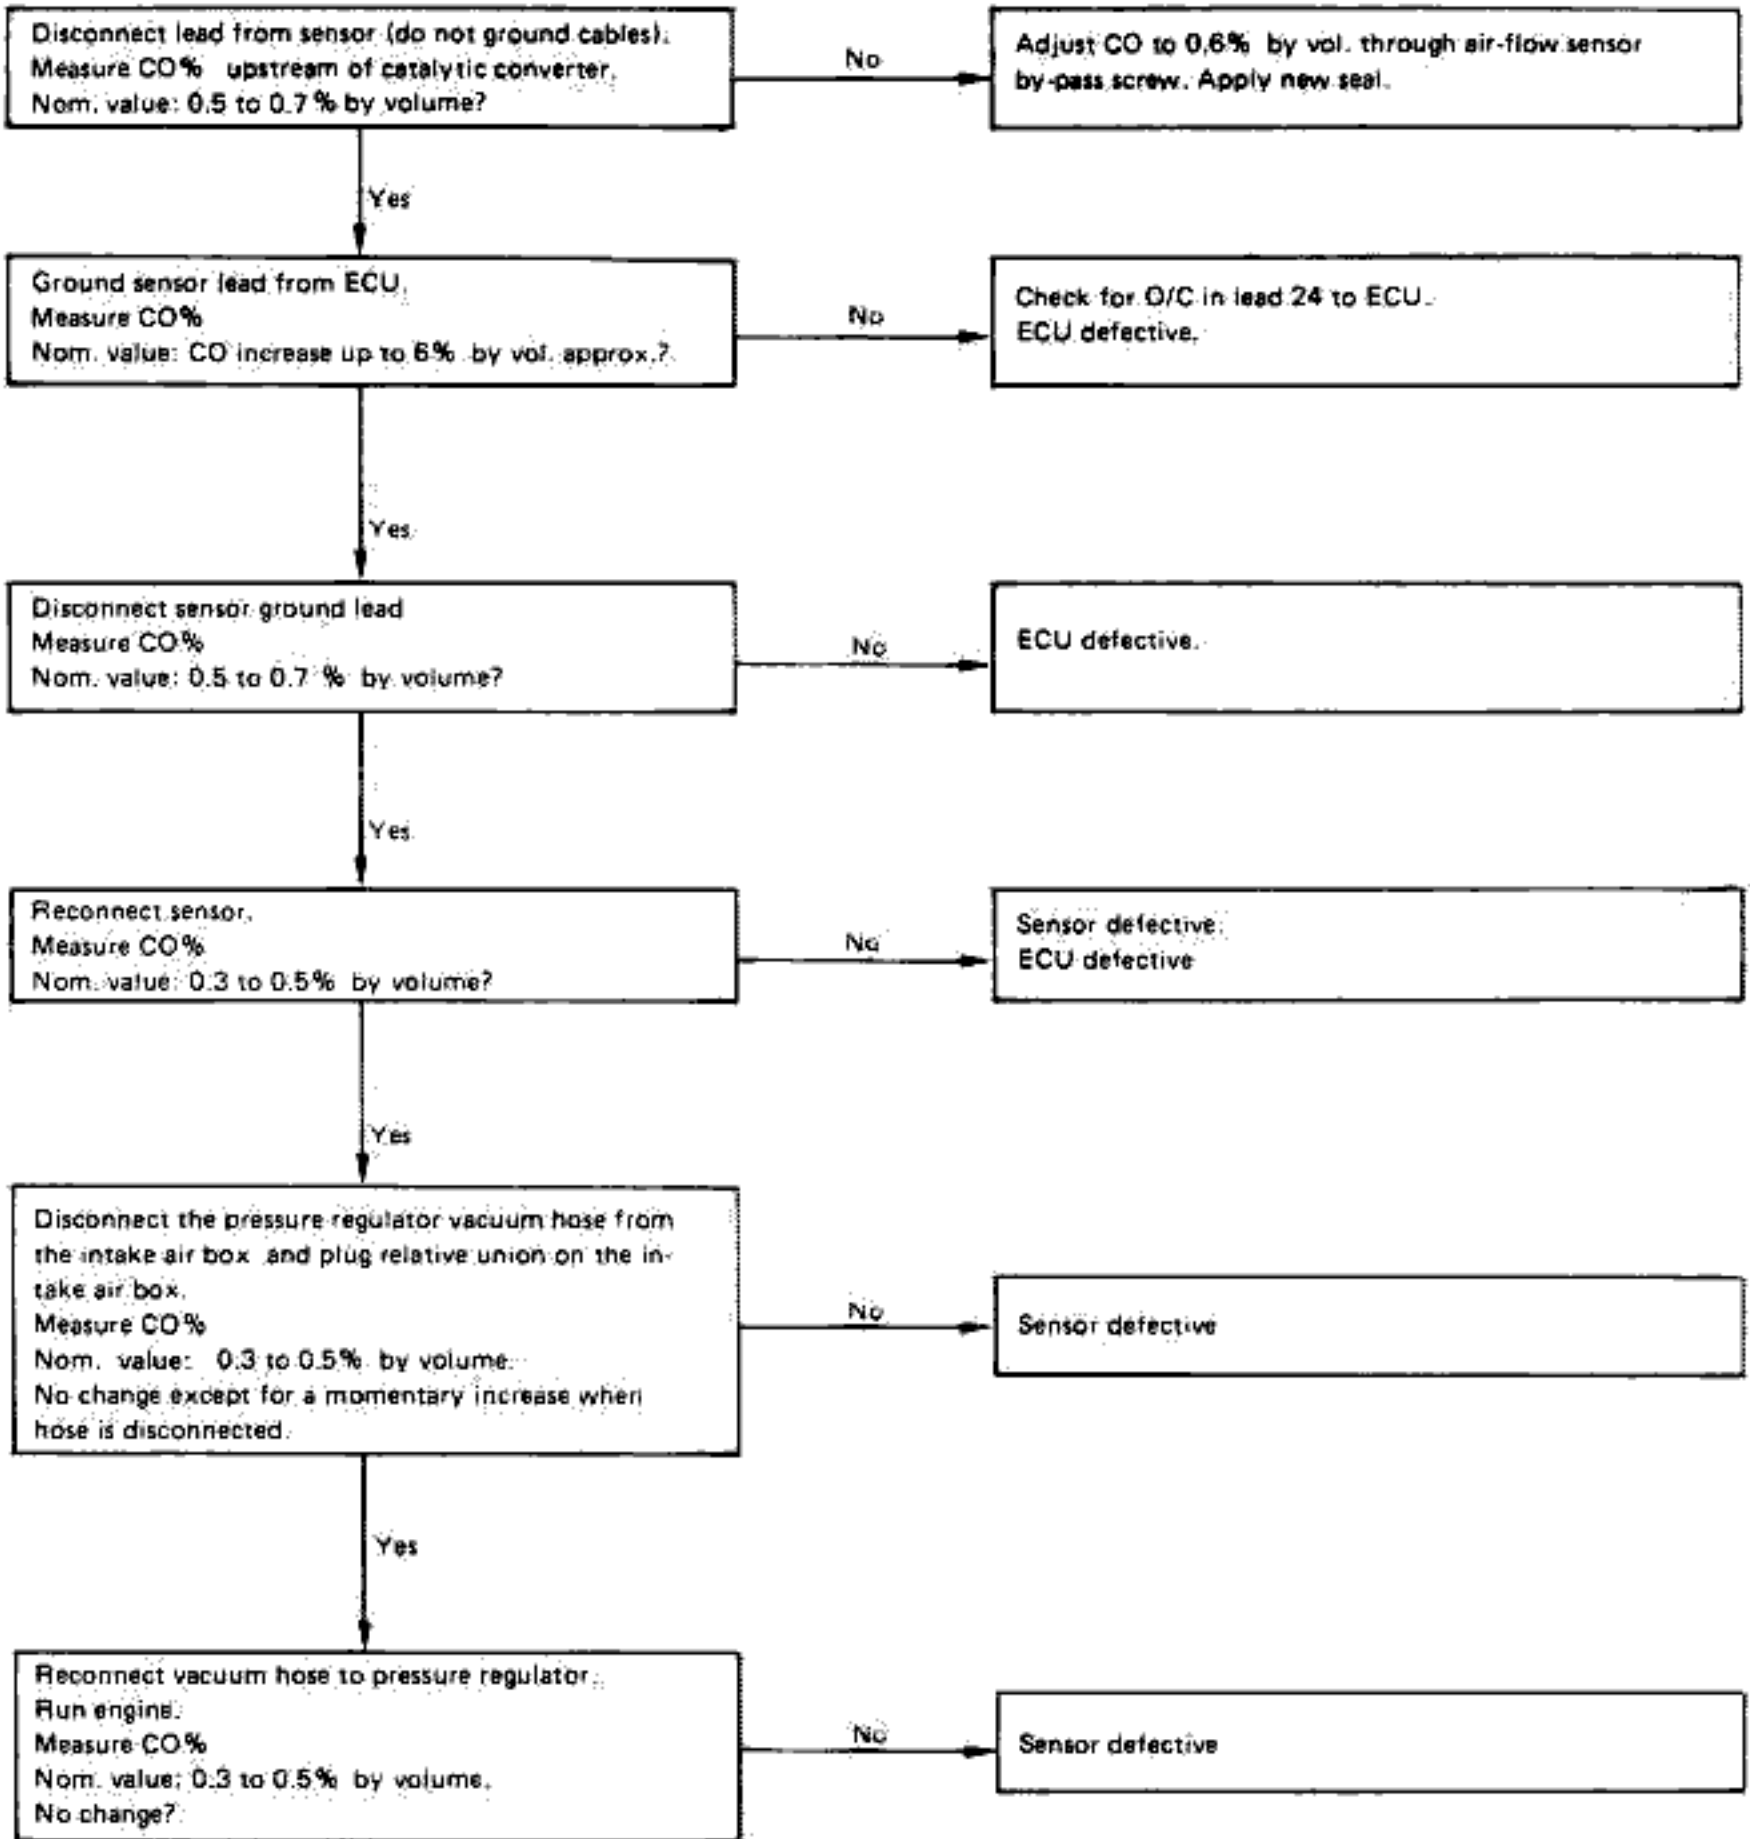 Disconnect lead from sensor (do not ground cables).
Measure CO% upstream of catalytic converter.
Nom. value: 0.5 to 0.7% by volume?
No
Adjust CO to 0.6% by vol. through air-flow sensor
by-pass screw. Apply new seal.
Yes
Ground sensor lead from ECU.
Measure CO%
Nom. value: CO increase up to 6% by vol. approx.?
No
Check for O/C in lead 24 to ECU.
ECU defective.
Yes
Disconnect sensor ground lead
Measure CO%
Nom. value: 0.5 to 0.7 % by volume?
No
ECU defective.
Yes
Reconnect sensor.
Measure CO%
Nom. value: 0.3 to 0.5% by volume?
No
Sensor defective.
ECU defective
Yes
Disconnect the pressure regulator vacuum hose from
the intake air box and plug relative union on the in-
take air box.
Measure CO%
Nom. value: 0.3 to 0.5% by volume.
No change except for a momentary increase when
hose is disconnected.
No
Sensor defective
Yes
Reconnect vacuum hose to pressure regulator.
Run engine.
Measure CO%
Nom. value: 0.3 to 0.5% by volume.
No change?
No
Sensor defective